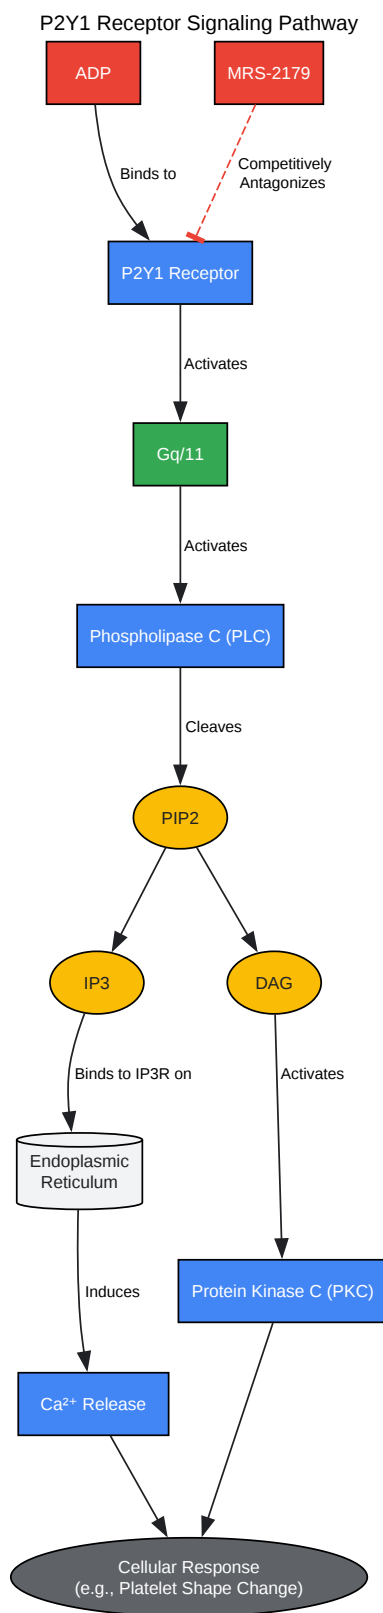 P2Y1 Receptor Signaling Pathway
ADP
MRS-2179
Binds to
Competitively
Antagonizes
P2Y1 Receptor
Activates
Gq/11
Activates
Phospholipase C (PLC)
Cleaves
PIP2
IP3
DAG
Binds to IP3R on
Activates
Endoplasmic
Reticulum
Induces
Protein Kinase C (PKC)
Ca²⁺ Release
Cellular Response
(e.g., Platelet Shape Change)